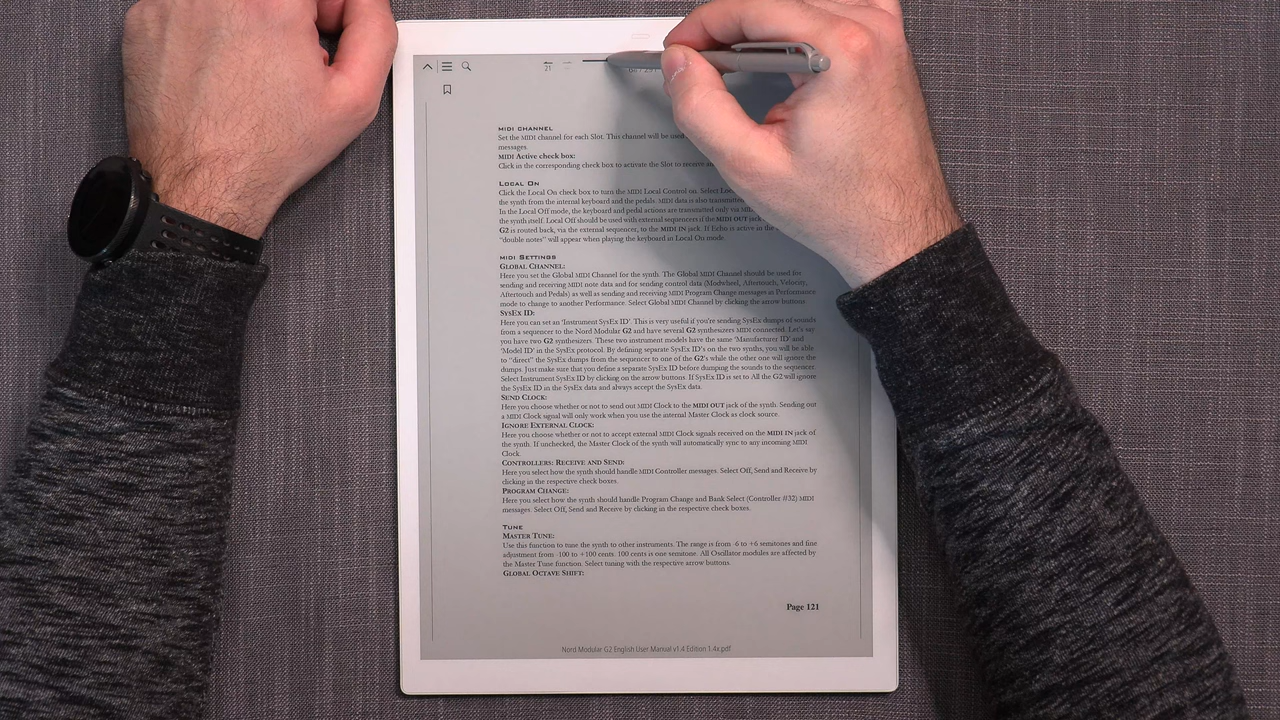 21
MIDI CHANNEL
Set the MIDI channel for each Slot. This channel will be used
messages.
MIDI Active check box:
Click in the corresponding check box to activate the Slot to receive
LOCAL ON
Click the Local On check box to turn the MIDI Local Control on. Select
the synth from the internal keyboard and the pedals. MIDI data is also transmitted
In the Local Off mode, the keyboard and pedal actions are transmitted only via
the synth itself. Local Off should be used with external sequencers if the MIDI OUT
G2 is routed back, via the external sequencer, to the MIDI IN jack. If Echo is active in the
"double notes" will appear when playing the keyboard in Local On mode.
MIDI SETTINGS
GLOBAL CHANNEL:
Here you set the Global MIDI Channel for the synth. The Global MIDI Channel should be used for
sending and receiving MIDI note data and for sending control data (Modwheel, Aftertouch, Velocity,
Aftertouch and Pedals) as well as sending and receiving MIDI Program Change messages in Performance
mode to change to another Performance. Select Global MIDI Channel by clicking the arrow buttons
SYSEX ID:
Here you can set an 'Instrument SysEx ID'. This is very useful if you're sending SysEx dumps of sounds
from a sequencer to the Nord Modular G2 and have several G2 synthesizers MIDI connected. Let's say
you have two G2 synthesizers. These two instrument models have the same 'Manufacturer ID' and
'Model ID' in the SysEx protocol. By defining separate SysEx ID's on the two synths, you will be able
to "direct" the SysEx dumps from the sequencer to one of the G2's while the other one will ignore the
dumps. Just make sure that you define a separate SysEx ID before dumping the sounds to the sequencer.
Select Instrument SysEx ID by clicking on the arrow buttons. If SysEx ID is set to All the G2 will ignore
the SysEx ID in the SysEx data and always accept the SysEx data.
SEND CLOCK:
Here you choose whether or not to send out MIDI Clock to the MIDI OUT jack of the synth. Sending out
a MIDI Clock signal will only work when you use the internal Master Clock as clock source.
IGNORE EXTERNAL CLOCK:
Here you choose whether or not to accept external MIDI Clock signals received on the MIDI IN jack of
the synth. If unchecked, the Master Clock of the synth will automatically sync to any incoming MIDI
Clock.
CONTROLLERS: RECEIVE AND SEND:
Here you select how the synth should handle MIDI Controller messages. Select Off, Send and Receive by
clicking in the respective check boxes.
PROGRAM CHANGE:
Here you select how the synth should handle Program Change and Bank Select (Controller #32) MIDI
messages. Select Off, Send and Receive by clicking in the respective check boxes.
TUNE
MASTER TUNE:
Use this function to tune the synth to other instruments. The range is from -6 to +6 semitones and fine
adjustment from -100 to +100 cents. 100 cents is one semitone. All Oscillator modules are affected by
the Master Tune function. Select tuning with the respective arrow buttons.
GLOBAL OCTAVE SHIFT:
Page 121
Nord Modular G2 English User Manual v1.4 Edition 1.4x.pdf